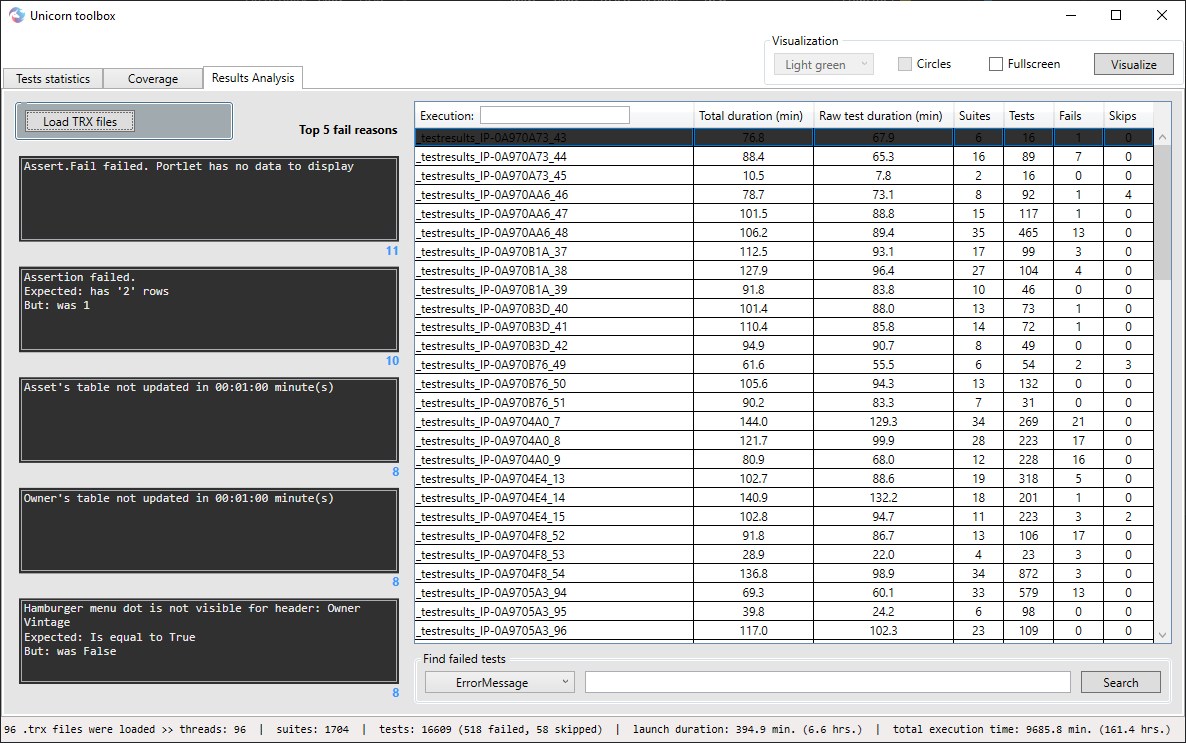 Unicorn toolbox
Visualization
Light green
Circles
Fullscreen
Visualize
Tests statistics
Coverage
Results Analysis
Load TRX files
Top 5 fail reasons
Assert.Fail failed. Portlet has no data to display
11
Assertion failed.
Expected: has '2' rows
But: was 1
10
Asset's table not updated in 00:01:00 minute(s)
8
Owner's table not updated in 00:01:00 minute(s)
8
Hamburger menu dot is not visible for header: Owner
Vintage
Expected: Is equal to True
But: was False
8
Execution: Total duration (min) Raw test duration (min) Suites Tests Fails Skips
_testresults_IP-0A970A73_43 76.8 67.9 6 16 1 0
_testresults_IP-0A970A73_44 88.4 65.3 16 89 7 0
_testresults_IP-0A970A73_45 10.5 7.8 2 16 0 0
_testresults_IP-0A970AA6_46 78.7 73.1 8 92 1 4
_testresults_IP-0A970AA6_47 101.5 88.8 15 117 1 0
_testresults_IP-0A970AA6_48 106.2 89.4 35 465 13 0
_testresults_IP-0A970B1A_37 112.5 93.1 17 99 3 0
_testresults_IP-0A970B1A_38 127.9 96.4 27 104 4 0
_testresults_IP-0A970B1A_39 91.8 83.8 10 46 0 0
_testresults_IP-0A970B3D_40 101.4 88.0 13 73 1 0
_testresults_IP-0A970B3D_41 110.4 85.8 14 72 1 0
_testresults_IP-0A970B3D_42 94.9 90.7 8 49 0 0
_testresults_IP-0A970B76_49 61.6 55.5 6 54 2 3
_testresults_IP-0A970B76_50 105.6 94.3 13 132 0 0
_testresults_IP-0A970B76_51 90.2 83.3 7 31 0 0
_testresults_IP-0A9704A0_7 144.0 129.3 34 269 21 0
_testresults_IP-0A9704A0_8 121.7 99.9 28 223 17 0
_testresults_IP-0A9704A0_9 80.9 68.0 12 228 16 0
_testresults_IP-0A9704E4_13 102.7 88.6 19 318 5 0
_testresults_IP-0A9704E4_14 140.9 132.2 18 201 1 0
_testresults_IP-0A9704E4_15 102.8 94.7 11 223 3 2
_testresults_IP-0A9704F8_52 91.8 86.7 13 106 17 0
_testresults_IP-0A9704F8_53 28.9 22.0 4 23 3 0
_testresults_IP-0A9704F8_54 136.8 98.9 34 872 3 0
_testresults_IP-0A9705A3_94 69.3 60.1 33 579 13 0
_testresults_IP-0A9705A3_95 39.8 24.2 6 98 0 0
_testresults_IP-0A9705A3_96 117.0 102.3 23 109 0 0
Find failed tests
ErrorMessage
Search
96 .trx files were loaded >> threads: 96 | suites: 1704 | tests: 16609 (518 failed, 58 skipped) | launch duration: 394.9 min. (6.6 hrs.) | total execution time: 9685.8 min. (161.4 hrs.)